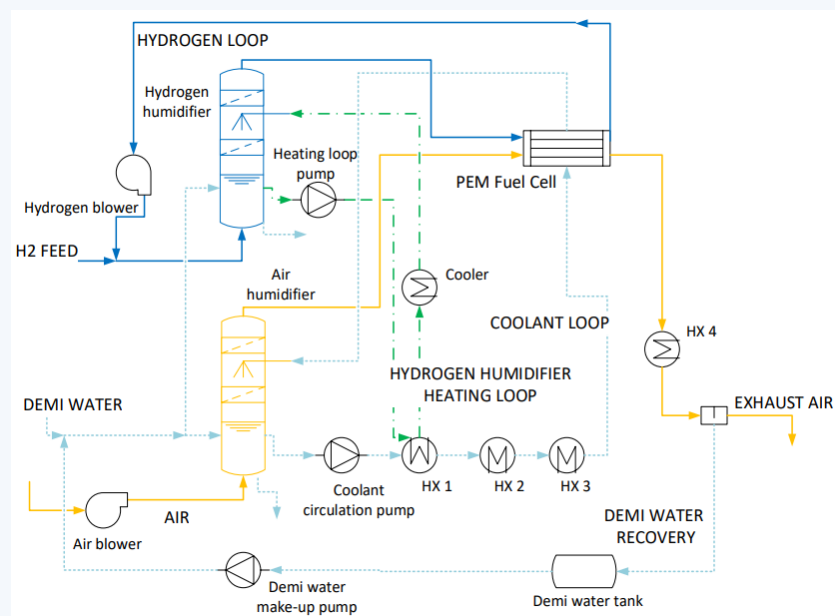 HYDROGEN LOOP
Hydrogen
humidifier
Heating loop
pump
PEM Fuel Cell
Hydrogen blower
H2 FEED
Air
humidifier
Cooler
COOLANT LOOP
HX 4
HYDROGEN HUMIDIFIER
HEATING LOOP
DEMI WATER
EXHAUST AIR
HX 1
HX 2
HX 3
Coolant
circulation pump
AIR
Air blower
DEMI WATER
RECOVERY
Demi water
make-up pump
Demi water tank